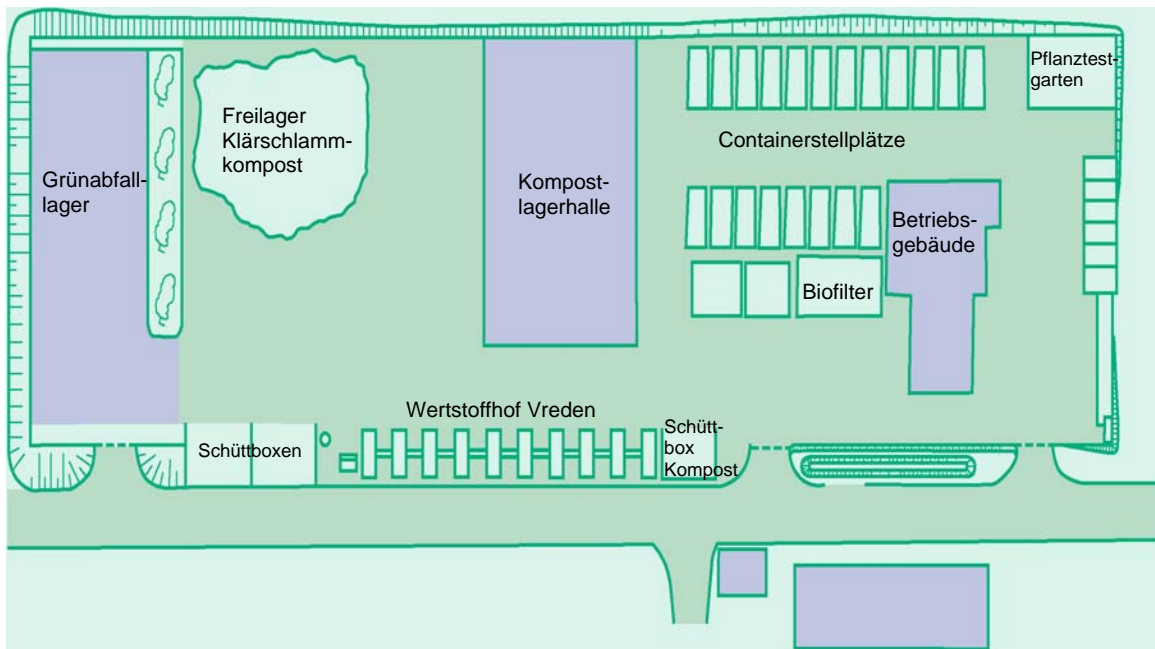 Pflanztest-
garten
Freilager
Klärschlamm-
kompost
Containerstellplätze
Grünabfall-
lager
Kompost-
lagerhalle
Betriebs-
gebäude
Biofilter
Wertstoffhof Vreden
Schüttboxen
Schütt-
box
Kompost